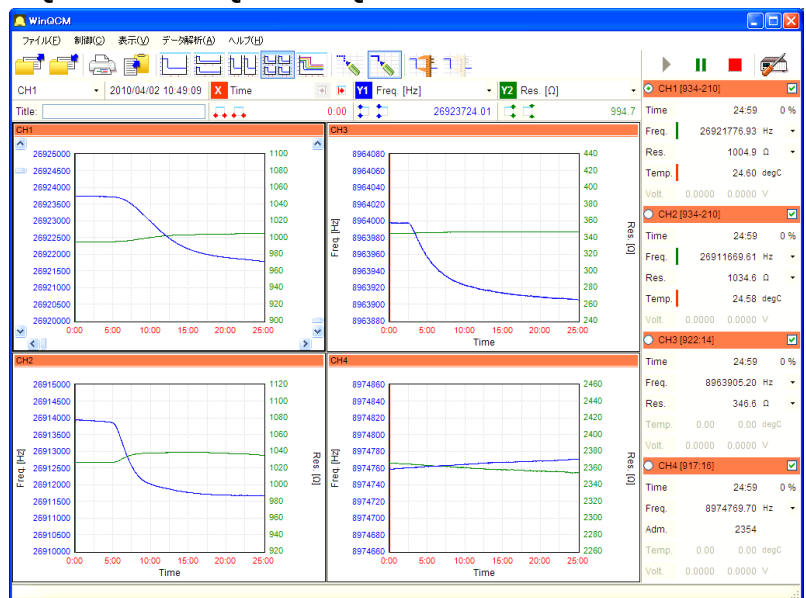 WinQCM
ファイル(F) 制御(C) 表示(V) データ解析(A) ヘルプ(H)
CH1 2010/04/02 10:49:09 X Time Y1 Freq. [Hz] Y2 Res. [Ω]
Title: 0:00 26923724.01 994.7
CH1
26925000
26924500
26924000
26923500
26923000
26922500
26922000
26921500
26921000
26920500
26920000
1100
1080
1060
1040
1020
1000
980
960
940
920
900
0:00 5:00 10:00 15:00 20:00 25:00
CH3
Freq. [Hz]
8964080
8964060
8964040
8964020
8964000
8963980
8963960
8963940
8963920
8963900
8963880
440
420
400
380
360
340
320
300
280
260
240
Res. [Ω]
0:00 5:00 10:00 15:00 20:00 25:00
Time
CH2
Freq. [Hz]
26915000
26914500
26914000
26913500
26913000
26912500
26912000
26911500
26911000
26910500
26910000
1120
1100
1080
1060
1040
1020
1000
980
960
940
920
Res. [Ω]
0:00 5:00 10:00 15:00 20:00 25:00
Time
CH4
Freq. [Hz]
8974860
8974840
8974820
8974800
8974780
8974760
8974740
8974720
8974700
8974680
8974660
2460
2440
2420
2400
2380
2360
2340
2320
2300
2280
2260
Res. [Ω]
0:00 5:00 10:00 15:00 20:00 25:00
Time
CH1 [934-210]
Time 24:59 0 %
Freq. 26921776.93 Hz
Res. 1004.9 Ω
Temp. 24.60 degC
Volt. 0.0000 0.0000 V
CH2 [934-210]
Time 24:59 0 %
Freq. 26911669.61 Hz
Res. 1034.6 Ω
Temp. 24.58 degC
Volt. 0.0000 0.0000 V
CH3 [922:14]
Time 24:59 0 %
Freq. 8963905.20 Hz
Res. 346.6 Ω
Temp. 0.00 0.00 degC
Volt. 0.0000 0.0000 V
CH4 [917:16]
Time 24:59 0 %
Freq. 8974769.70 Hz
Adm. 2354
Temp. 0.00 0.00 degC
Volt. 0.0000 0.0000 V